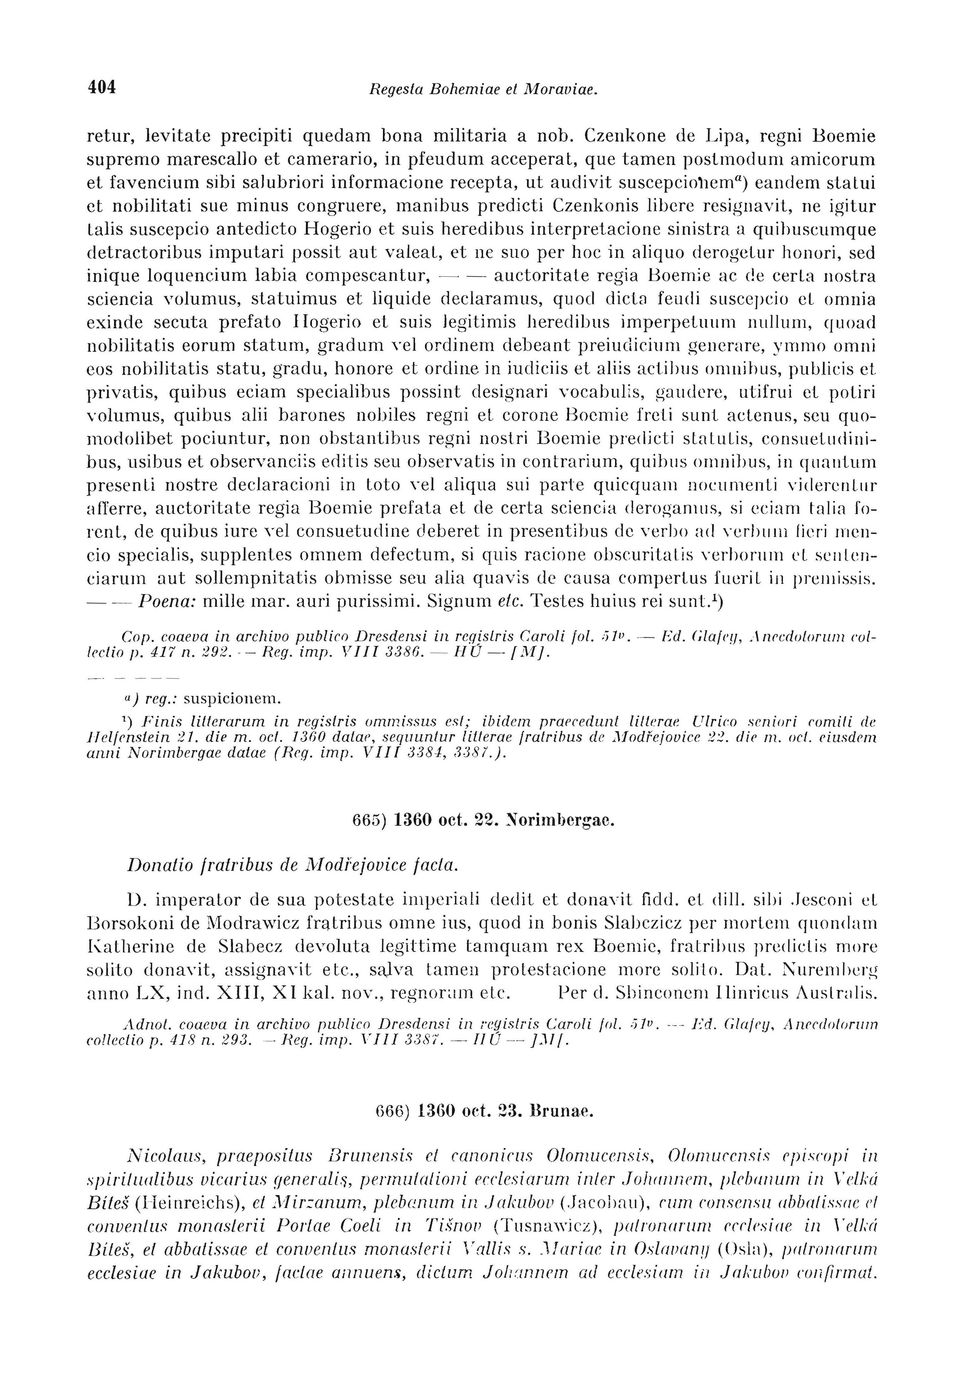 404
Regesta Bohemiae et Moraviae.
retur, levitate precipiti quedam bona militaria a nob. Czenkone de Lipa, regni Boemie
supremo marescallo et camerario, in pfeudum acceperat, que tamen postmodum amicorum
et favencium sibi salubriori informacione recepta, ut audivit suscepcionem a) eandem statui
et nobilitati sue minus congruere, manibus predicti Czenkonis libere resignavit, ne igitur
talis suscepcio antedicto Hogerio et suis heredibus interpretacione sinistra a quibuscumque
detractoribus imputari possit aut valeat, et ne suo per hoc in aliquo derogetur honori, sed
inique loquencium labia compescantur, — — auctoritate regia Boemie ac de certa nostra
sciencia volumus, statuimus et liquide declaramus, quod dicta feudi suscepcio et omnia
exinde secuta prefato Hogerio et suis legitimis heredibus imperpetuum nullum, quoad
nobilitatis eorum statum, gradum vel ordinem debeant preiudicium generare, ymmo omni
eos nobilitatis statu, gradu, honore et ordine in iudiciis et aliis actibus omnibus, publicis et
privatis, quibus eciam specialibus possint designari vocabulis, gaudere, utifrui et potiri
volumus, quibus alii barones nobiles regni et corone Boemie freti sunt actenus, seu quo-
modolibet pociuntur, non obstantibus regni nostri Boemie predicti statutis, consuetudini-
bus, usibus et observanciis editis seu observatis in contrarium, quibus omnibus, in quantum
presenti nostre declaracioni in toto vel aliqua sui parte quicquam nocumenti viderentur
afferre, auctoritate regia Boemie prefata et de certa sciencia derogamus, si eciam talia fo-
rent, de quibus iure vel consuetudine deberet in presentibus de verbo ad verbum fieri men-
cio specialis, supplentes omnem defectum, si quis racione obscuritatis verborum et senten-
ciarum aut sollempnitatis obmisse seu alia quavis de causa compertus fuerit in premissis.
— — Poena: mille mar. auri purissimi. Signum etc. Testes huius rei sunt.¹)
Cop. coaeva in archivo publico Dresdensi in registris Caroli fol. 51v. — Ed. Glafey, Anecdotorum col-
lectio p. 417 n. 292. — Reg. imp. VIII 3386. — HÚ — [M].
a) reg.: suspicionem.
¹) Finis litterarum in registris ommissus est; ibidem praecedunt litterae Ulrico seniori comiti de
Helfenstein 21. die m. oct. 1360 datae, sequuntur litterae fratribus de Modřejovice 22. die m. oct. eiusdem
anni Norimbergae datae (Reg. imp. VIII 3384, 3387.).
665) 1360 oct. 22. Norimbergae.
Donatio fratribus de Modřejovice facta.
D. imperator de sua potestate imperiali dedit et donavit fidd. et dill. sibi Jesconi et
Borsokoni de Modrawicz fratribus omne ius, quod in bonis Slabczicz per mortem quondam
Katherine de Slabecz devoluta legittime tamquam rex Boemie, fratribus predictis more
solito donavit, assignavit etc., salva tamen protestacione more solito. Dat. Nuremberg
anno LX, ind. XIII, XI kal. nov., regnorum etc. Per d. Sbinconem Hinricus Australis.
Adnot. coaeva in archivo publico Dresdensi in registris Caroli fol. 51v. — Ed. Glafey, Anecdotorum
collectio p. 418 n. 293. — Reg. imp. VIII 3387. — HÚ — ]M[.
666) 1360 oct. 23. Brunae.
Nicolaus, praepositus Brunensis et canonicus Olomucensis, Olomucensis episcopi in
spiritualibus vicarius generalis, permutationi ecclesiarum inter Johannem, plebanum in Velká
Bíteš (Heinreichs), et Mirzanum, plebanum in Jakubov (Jacobau), cum consensu abbatissae et
conventus monasterii Portae Coeli in Tišnov (Tusnawicz), patronarum ecclesiae in Velká
Bíteš, et abbatissae et conventus monasterii Vallis s. Mariae in Oslavany (Osla), patronarum
ecclesiae in Jakubov, factae annuens, dictum Johannem ad ecclesiam in Jakubov confirmat.